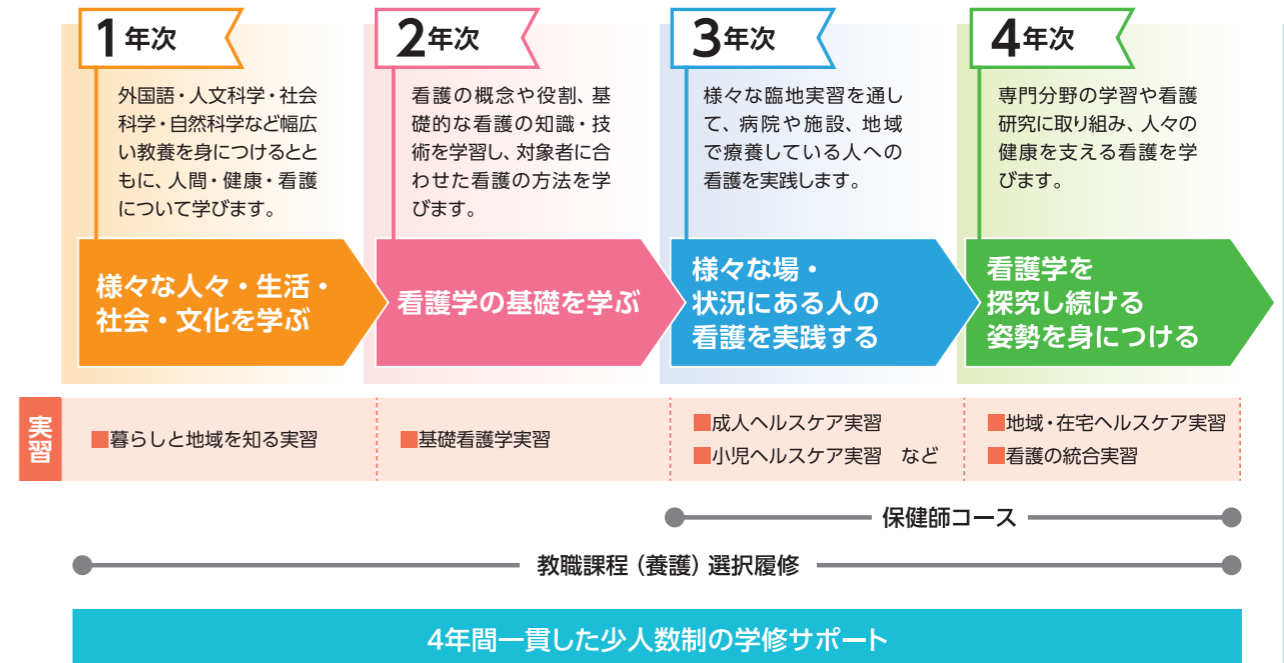 1年次
外国語・人文科学・社会
科学・自然科学など幅広
い教養を身につけるとと
もに、人間・健康・看護
について学びます。
様々な人々・生活・
社会・文化を学ぶ
2年次
看護の概念や役割、基
礎的な看護の知識・技
術を学習し、対象者に合
わせた看護の方法を学
びます。
看護学の基礎を学ぶ
3年次
様々な臨地実習を通し
て、病院や施設、地域
で療養している人への
看護を実践します。
様々な場・
状況にある人の
看護を実践する
4年次
専門分野の学習や看護
研究に取り組み、人々の
健康を支える看護を学
びます。
看護学を
探究し続ける
姿勢を身につける
実習
■暮らしと地域を知る実習
■基礎看護学実習
■成人ヘルスケア実習
■小児ヘルスケア実習 など
■地域・在宅ヘルスケア実習
■看護の統合実習
保健師コース
教職課程（養護）選択履修
4年間一貫した少人数制の学修サポート